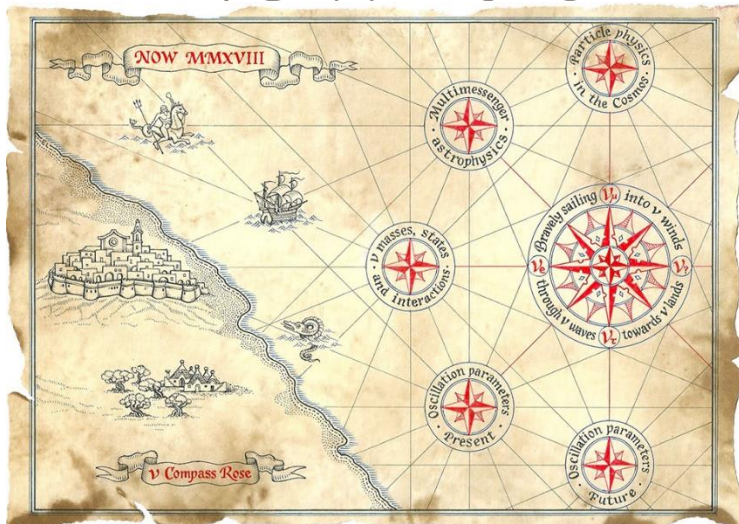 NOW MMXVIII
Particle physics
in the Cosmos
Multimessenger
astrophysics
Bravely sailing νμ into ν winds
νe
through ν waves ντ towards ν lands
ν masses, states
and interactions
Oscillation parameters
Present
Oscillation parameters
Future
ν Compass Rose